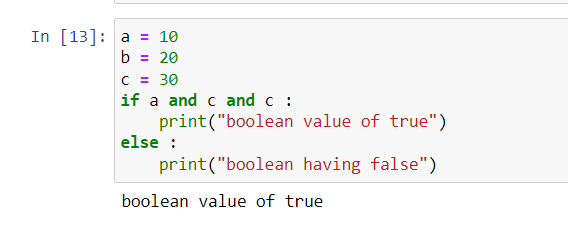 In [13]: a = 10
b = 20
c = 30
if a and c and c :
    print("boolean value of true")
else :
    print("boolean having false")
boolean value of true